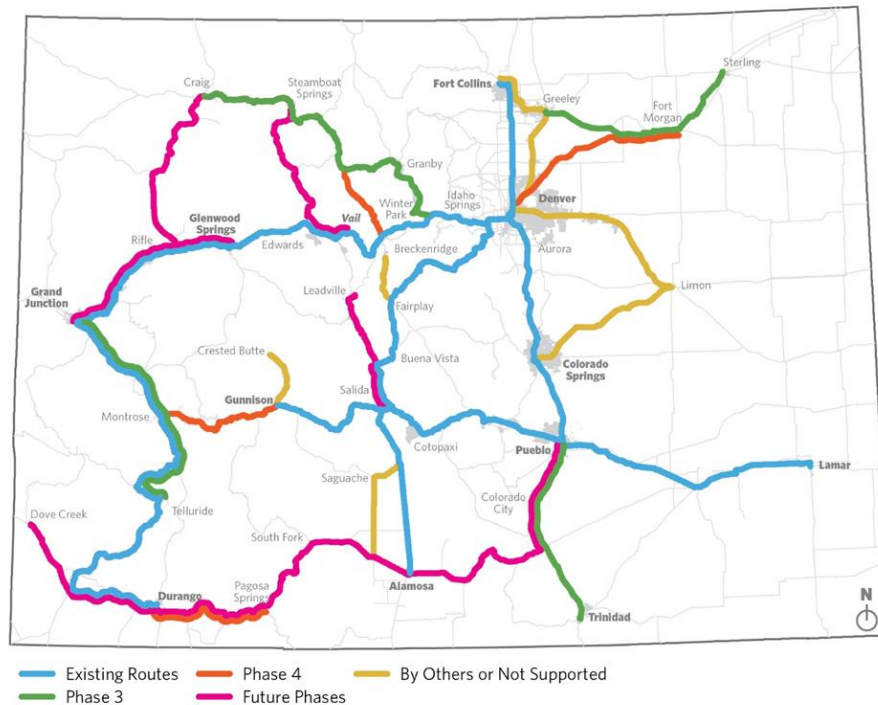 Sterling
Craig
Steamboat
Springs
Fort Collins
Greeley
Fort
Morgan
Granby
Winter
Park
Idaho
Springs
Denver
Glenwood
Springs
Vail
Rifle
Edwards
Breckenridge
Aurora
Grand
Junction
Leadville
Fairplay
Limon
Crested Butte
Buena Vista
Colorado
Springs
Gunnison
Salida
Montrose
Cotopaxi
Pueblo
Lamar
Saguache
Colorado
City
Dove Creek
Telluride
South Fork
Durango
Pagosa
Springs
Alamosa
Trinidad
N
Existing Routes
Phase 4
By Others or Not Supported
Phase 3
Future Phases